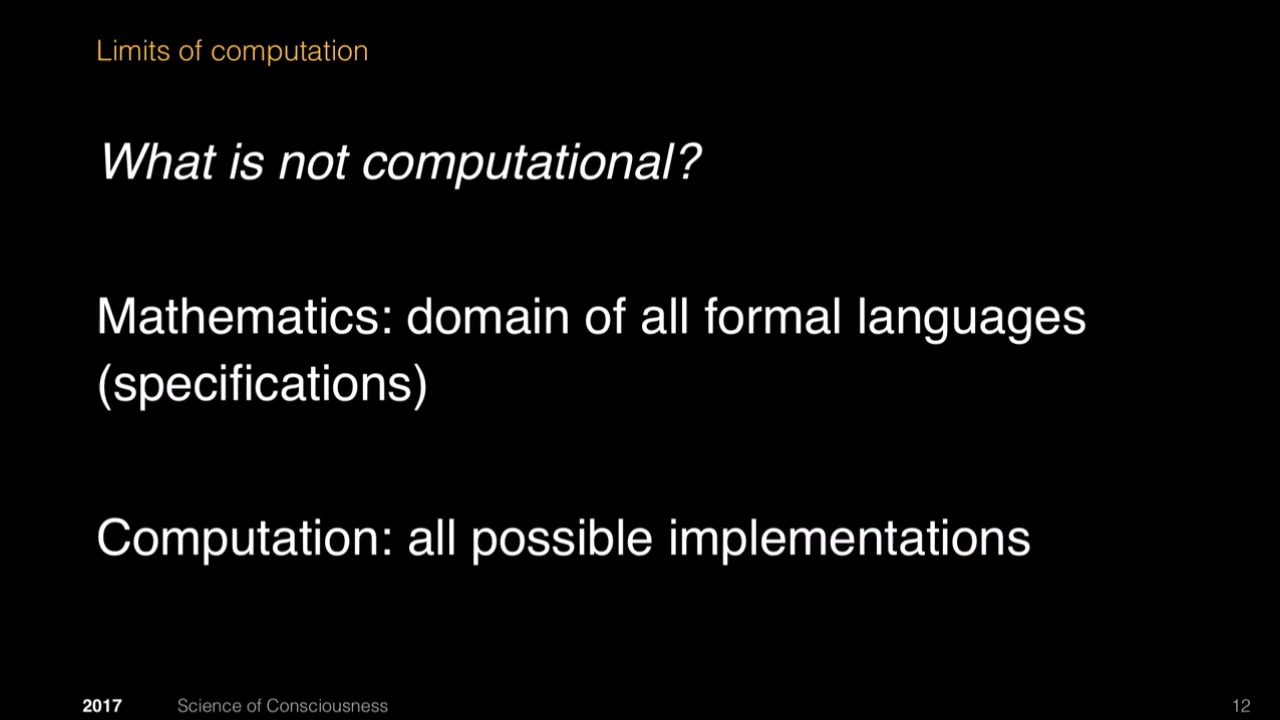 Limits of computation
What is not computational?
Mathematics: domain of all formal languages
(specifications)
Computation: all possible implementations
2017 Science of Consciousness 12